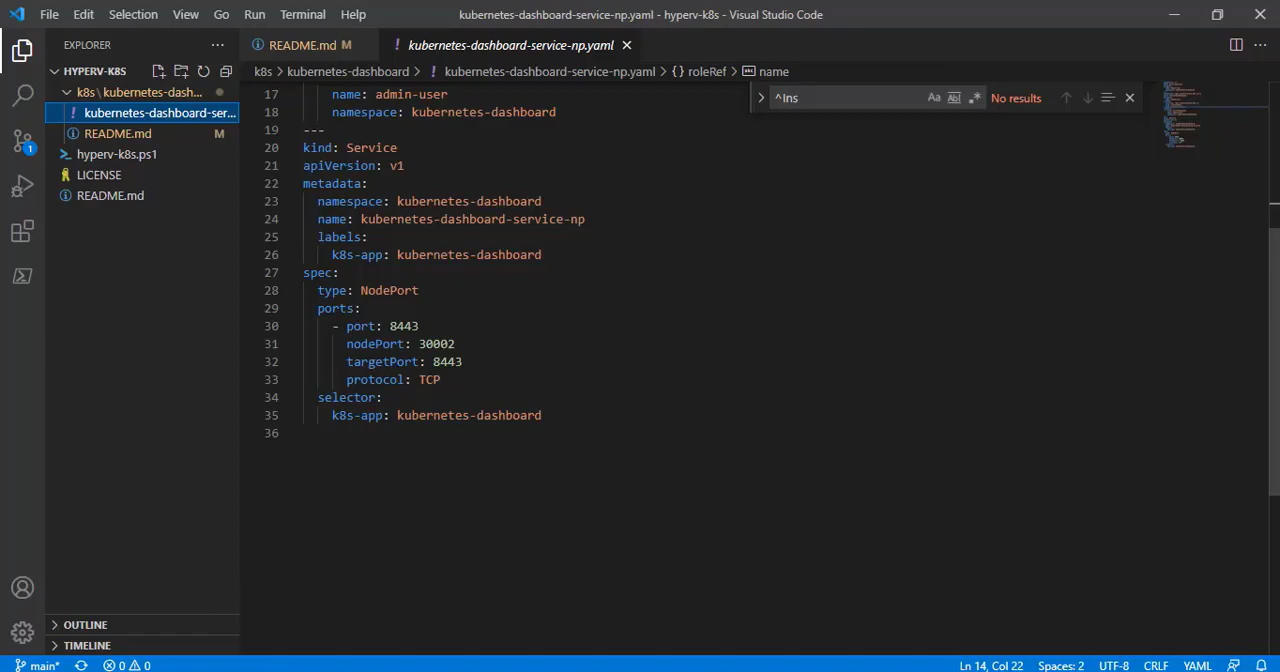 File Edit Selection View Go Run Terminal Help kubernetes-dashboard-service-np.yaml - hyperv-k8s - Visual Studio Code
EXPLORER ···
README.md M
! kubernetes-dashboard-service-np.yaml
HYPERV-K8S
k8s > kubernetes-dashboard > ! kubernetes-dashboard-service-np.yaml > {} roleRef > name
k8s \ kubernetes-dash...
! kubernetes-dashboard-ser...
README.md M
hyperv-k8s.ps1
LICENSE
README.md
1
^Ins Aa Ab .* No results
17 name: admin-user
18 namespace: kubernetes-dashboard
19 ---
20 kind: Service
21 apiVersion: v1
22 metadata:
23 namespace: kubernetes-dashboard
24 name: kubernetes-dashboard-service-np
25 labels:
26 k8s-app: kubernetes-dashboard
27 spec:
28 type: NodePort
29 ports:
30 - port: 8443
31 nodePort: 30002
32 targetPort: 8443
33 protocol: TCP
34 selector:
35 k8s-app: kubernetes-dashboard
36
OUTLINE
TIMELINE
main* 0 0 Ln 14, Col 22 Spaces: 2 UTF-8 CRLF YAML